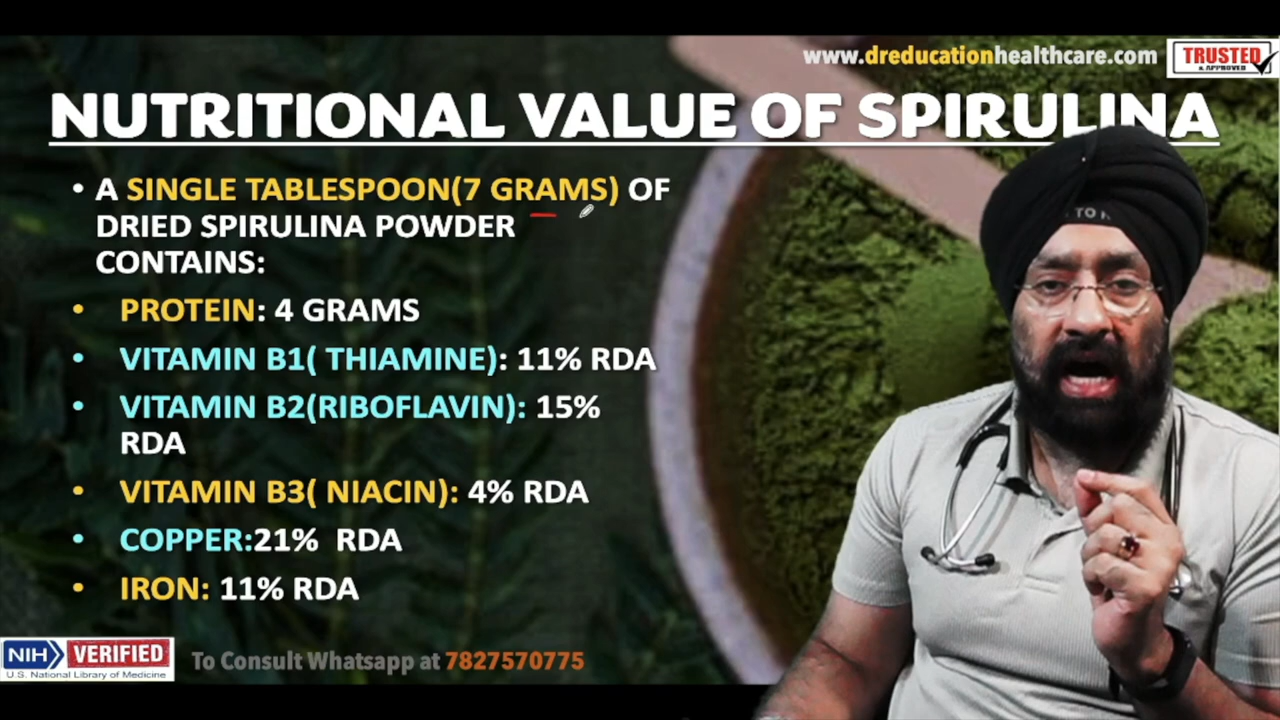 www.dreducationhealthcare.com
TRUSTED
& APPROVED
NUTRITIONAL VALUE OF SPIRULINA
• A SINGLE TABLESPOON(7 GRAMS) OF
DRIED SPIRULINA POWDER
CONTAINS:
• PROTEIN: 4 GRAMS
• VITAMIN B1( THIAMINE): 11% RDA
• VITAMIN B2(RIBOFLAVIN): 15%
RDA
• VITAMIN B3( NIACIN): 4% RDA
• COPPER:21% RDA
• IRON: 11% RDA
NIH VERIFIED
U.S. National Library of Medicine
To Consult Whatsapp at 7827570775